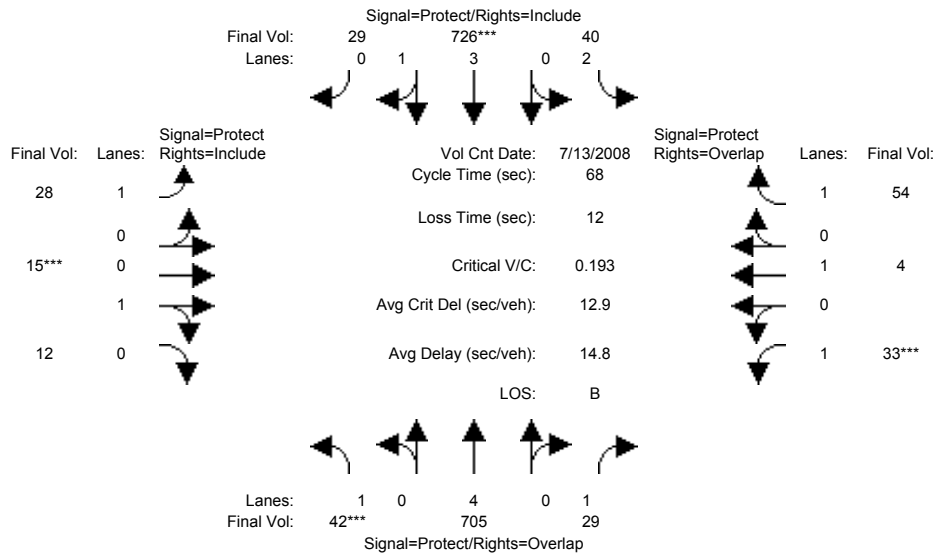 Signal=Protect/Rights=Include
Final Vol: 29 726*** 40
Lanes: 0 1 3 0 2
Signal=Protect Signal=Protect
Final Vol: Lanes: Rights=Include Vol Cnt Date: 7/13/2008 Rights=Overlap Lanes: Final Vol:
Cycle Time (sec): 68
28 1 1 54
Loss Time (sec): 12
0 0
15*** 0 Critical V/C: 0.193 1 4
1 Avg Crit Del (sec/veh): 12.9 0
12 0 Avg Delay (sec/veh): 14.8 1 33***
LOS: B
Lanes: 1 0 4 0 1
Final Vol: 42*** 705 29
Signal=Protect/Rights=Overlap